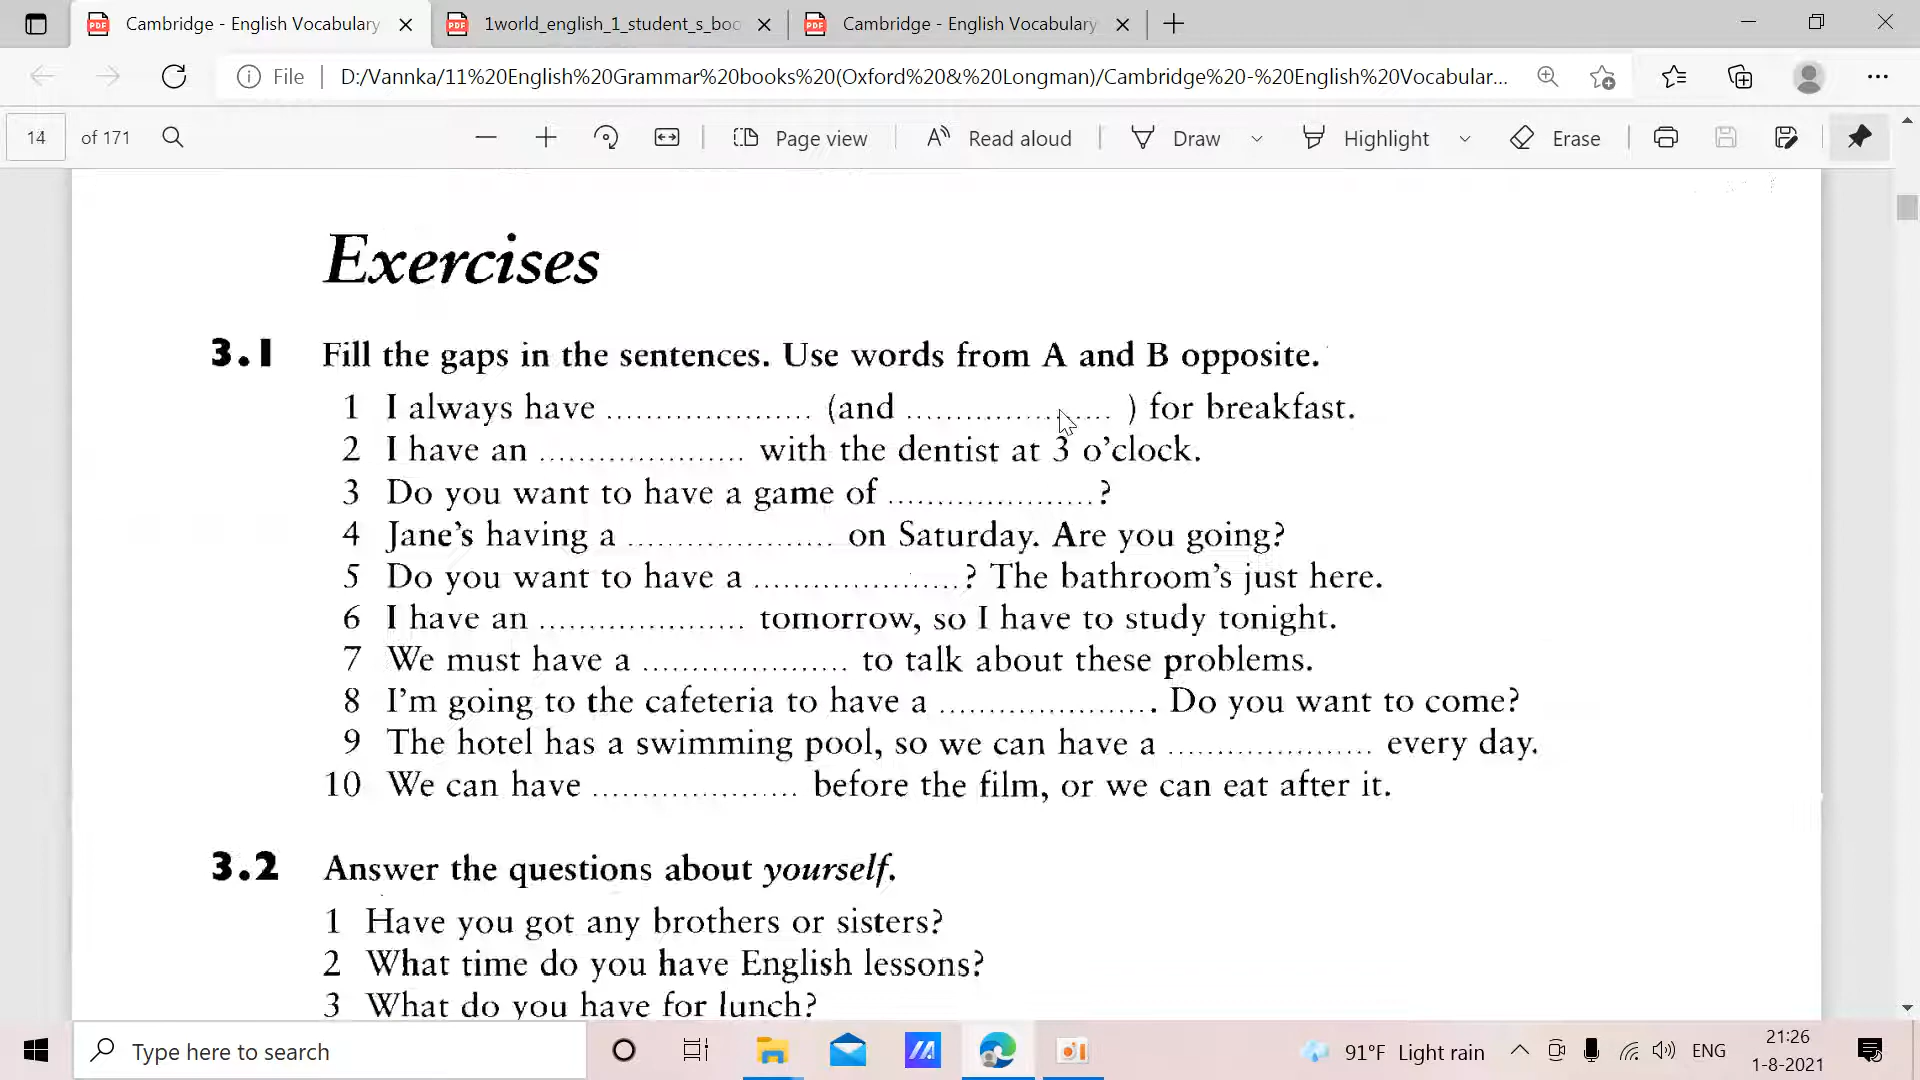 Cambridge - English Vocabulary
1world_english_1_student_s_boo
Cambridge - English Vocabulary
File
D:/Vannka/11%20English%20Grammar%20books%20(Oxford%20&%20Longman)/Cambridge%20-%20English%20Vocabular...
14 of 171
Page view
Read aloud
Draw
Highlight
Erase
Exercises
3.1 Fill the gaps in the sentences. Use words from A and B opposite.
1 I always have ..................... (and ..................... ) for breakfast.
2 I have an ..................... with the dentist at 3 o'clock.
3 Do you want to have a game of .....................?
4 Jane's having a ..................... on Saturday. Are you going?
5 Do you want to have a .....................? The bathroom's just here.
6 I have an ..................... tomorrow, so I have to study tonight.
7 We must have a ..................... to talk about these problems.
8 I'm going to the cafeteria to have a ..................... . Do you want to come?
9 The hotel has a swimming pool, so we can have a ..................... every day.
10 We can have ..................... before the film, or we can eat after it.
3.2 Answer the questions about yourself.
1 Have you got any brothers or sisters?
2 What time do you have English lessons?
3 What do you have for lunch?
Type here to search
91°F Light rain
ENG
21:26
1-8-2021